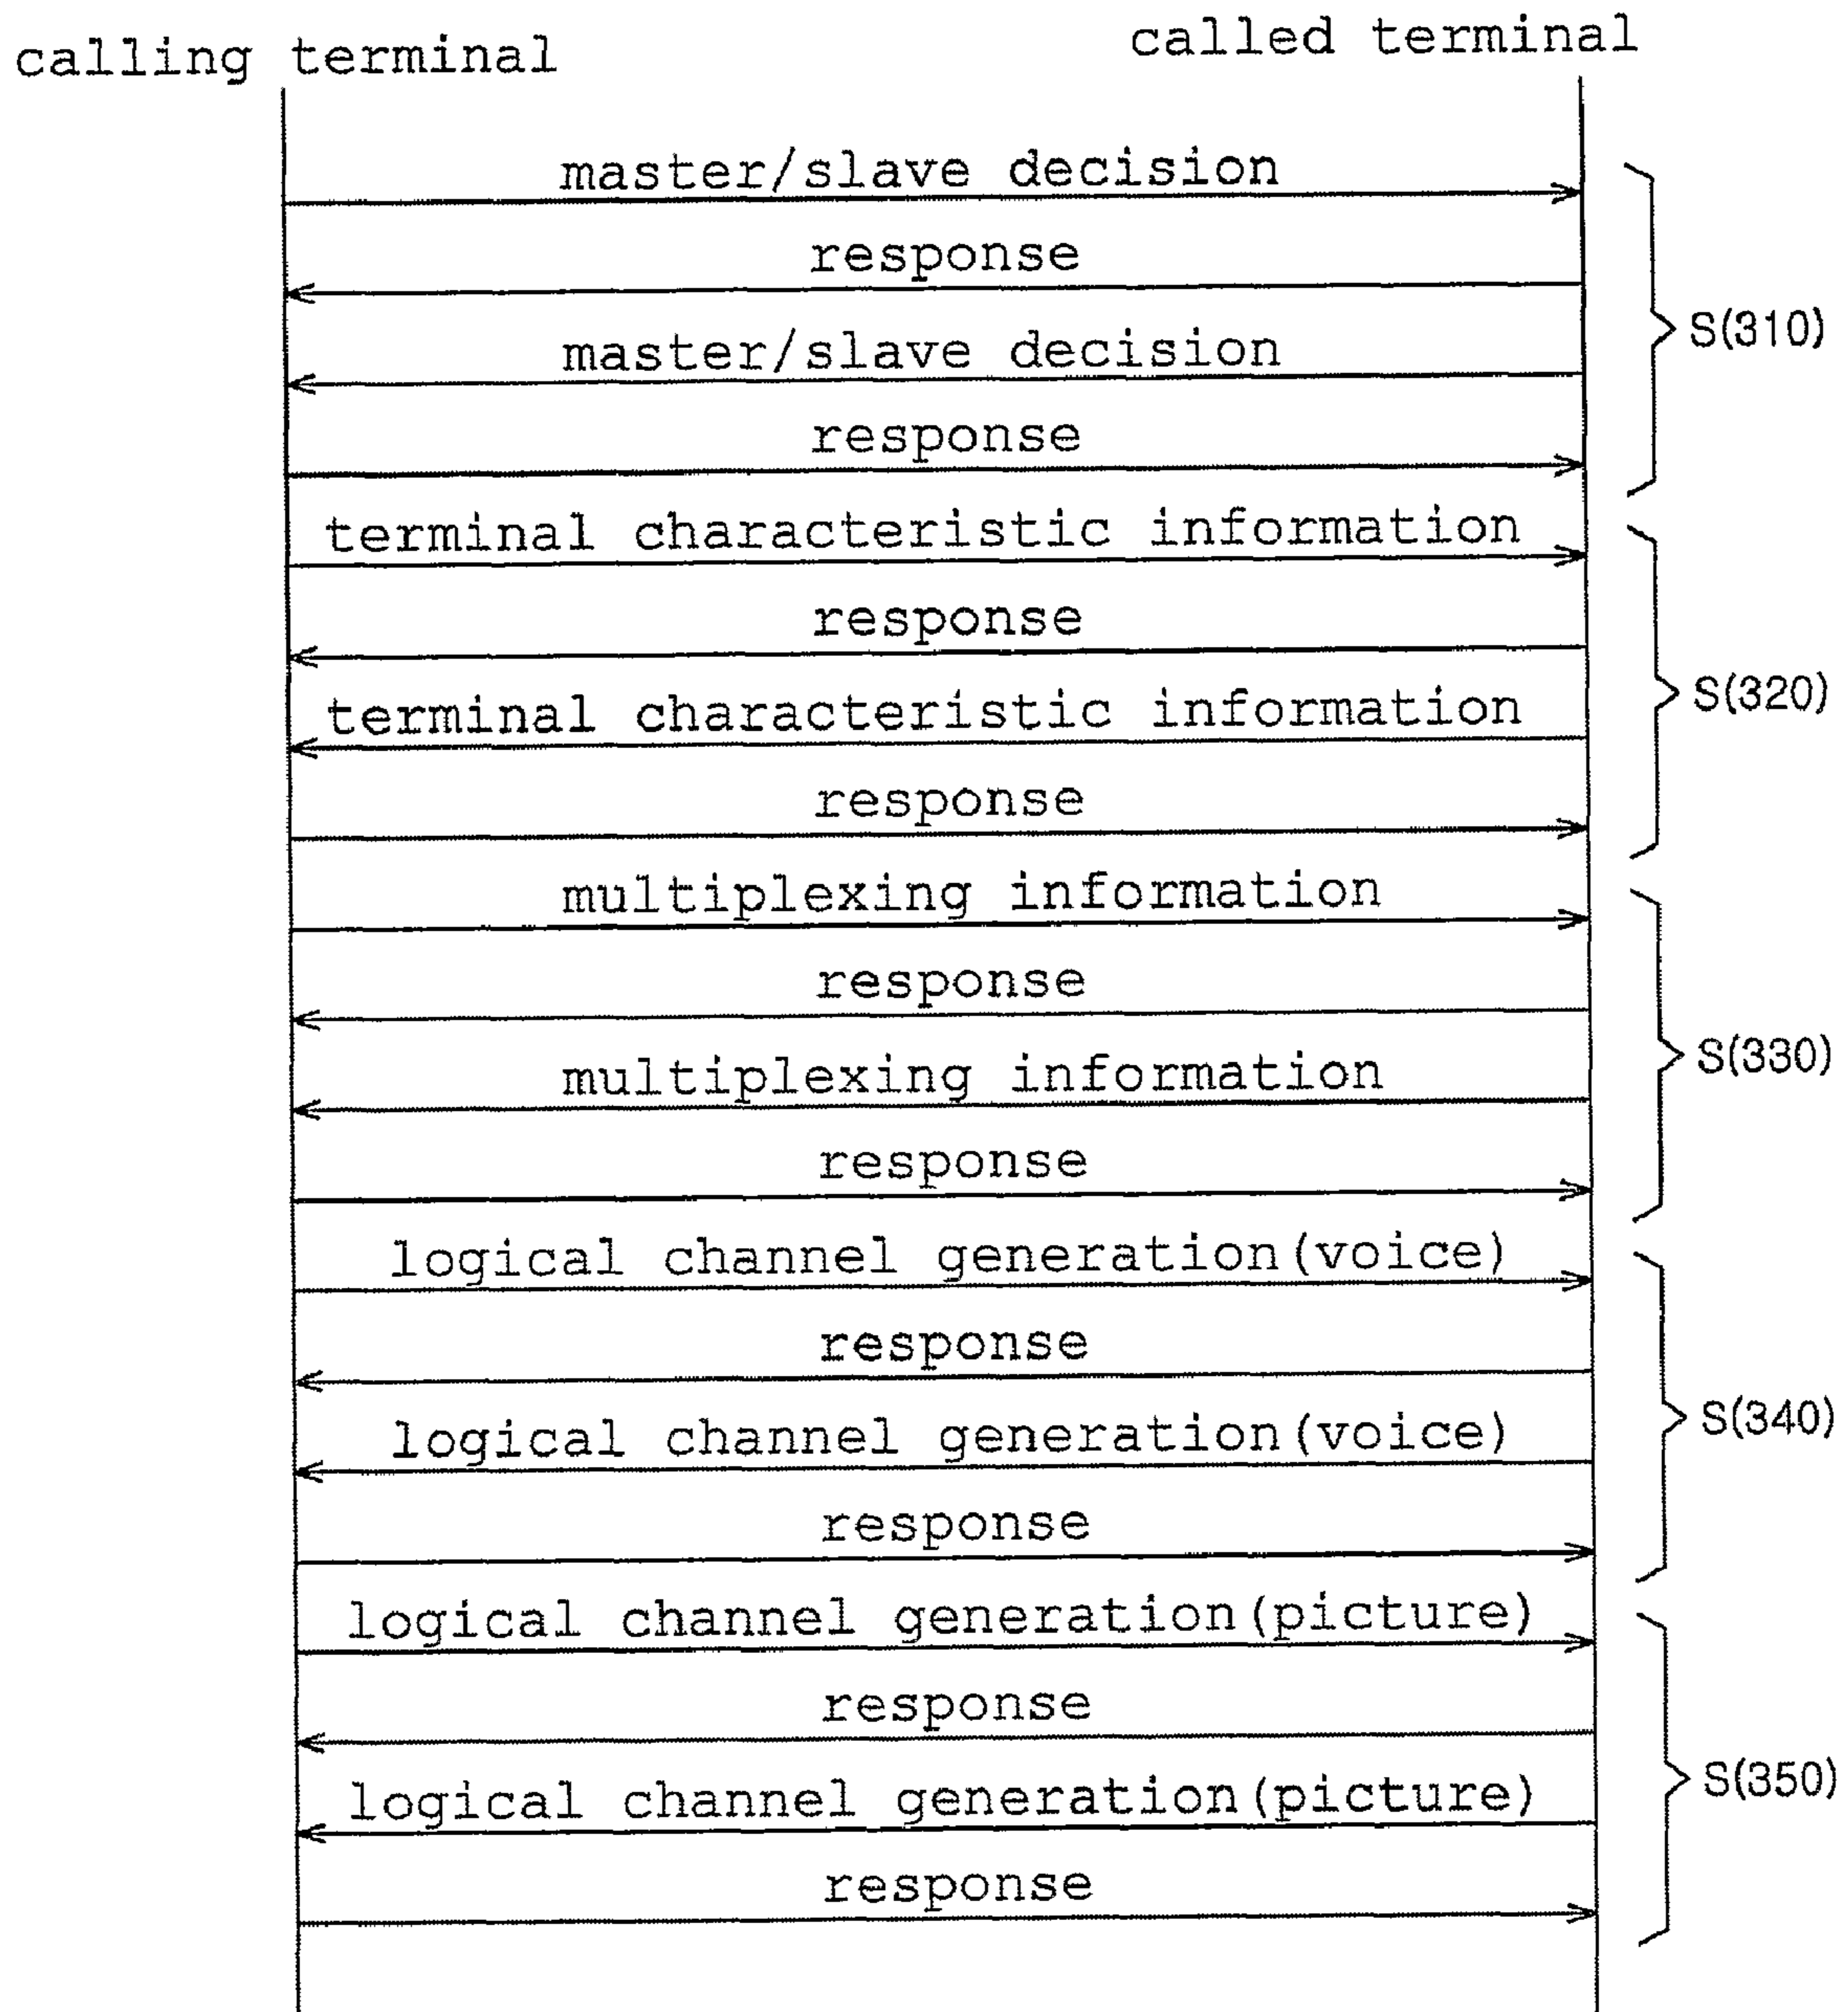 calling terminal
called terminal
master/slave decision
response
master/slave decision
response
S(310)
terminal characteristic information
response
terminal characteristic information
response
S(320)
multiplexing information
response
multiplexing information
response
S(330)
logical channel generation(voice)
response
logical channel generation(voice)
response
S(340)
logical channel generation(picture)
response
logical channel generation(picture)
response
S(350)